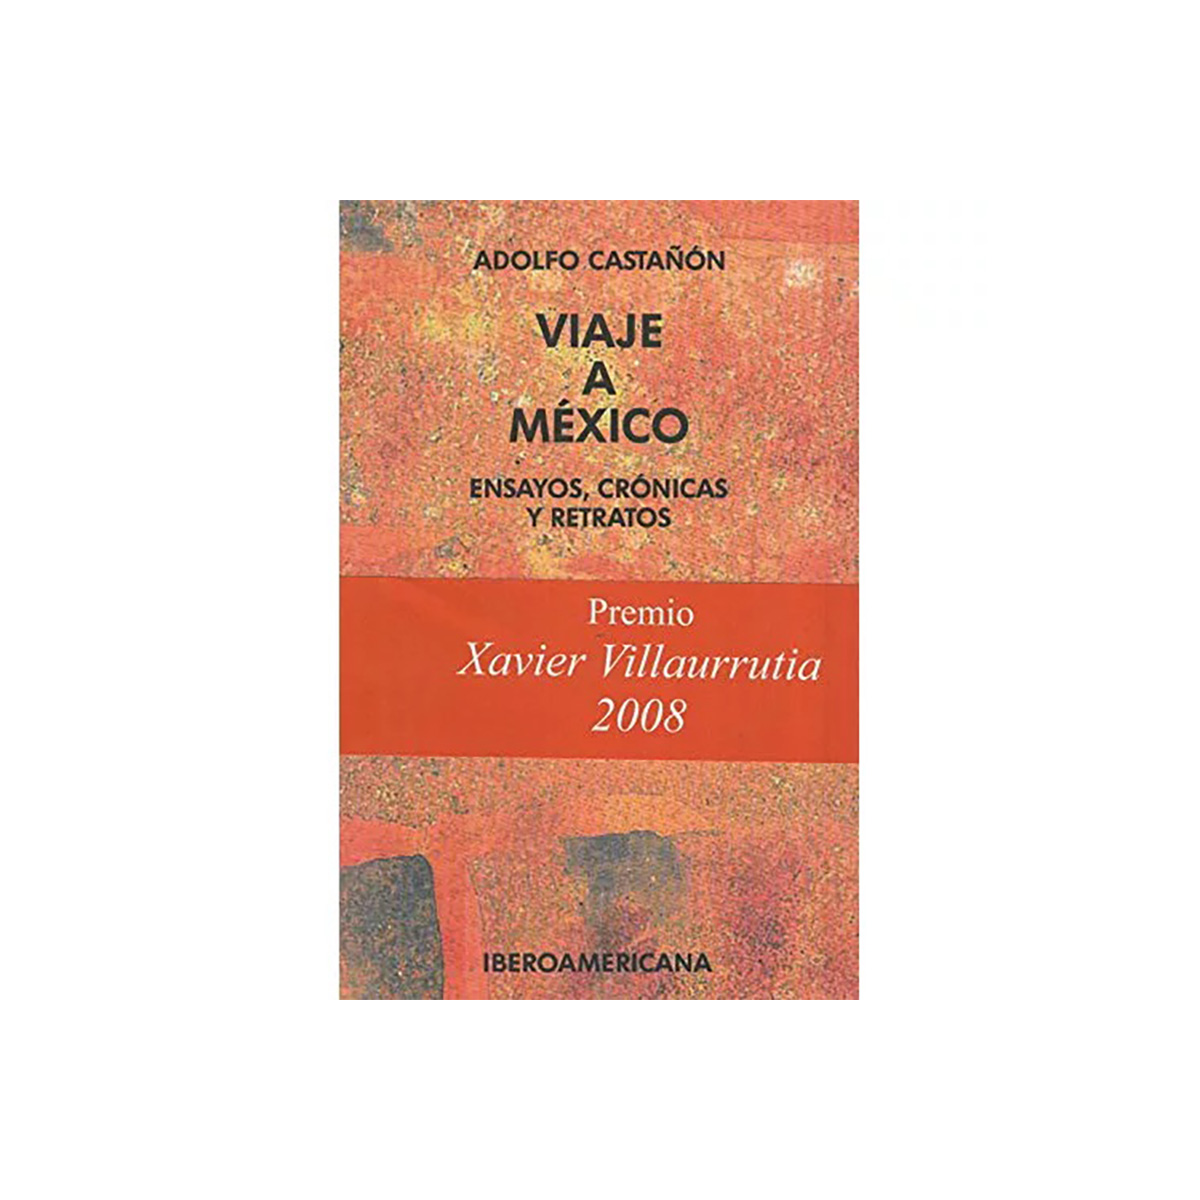 ADOLFO CASTAÑÓN
VIAJE
A
MÉXICO
ENSAYOS, CRÓNICAS
Y RETRATOS
Premio
Xavier Villaurrutia
2008
IBEROAMERICANA